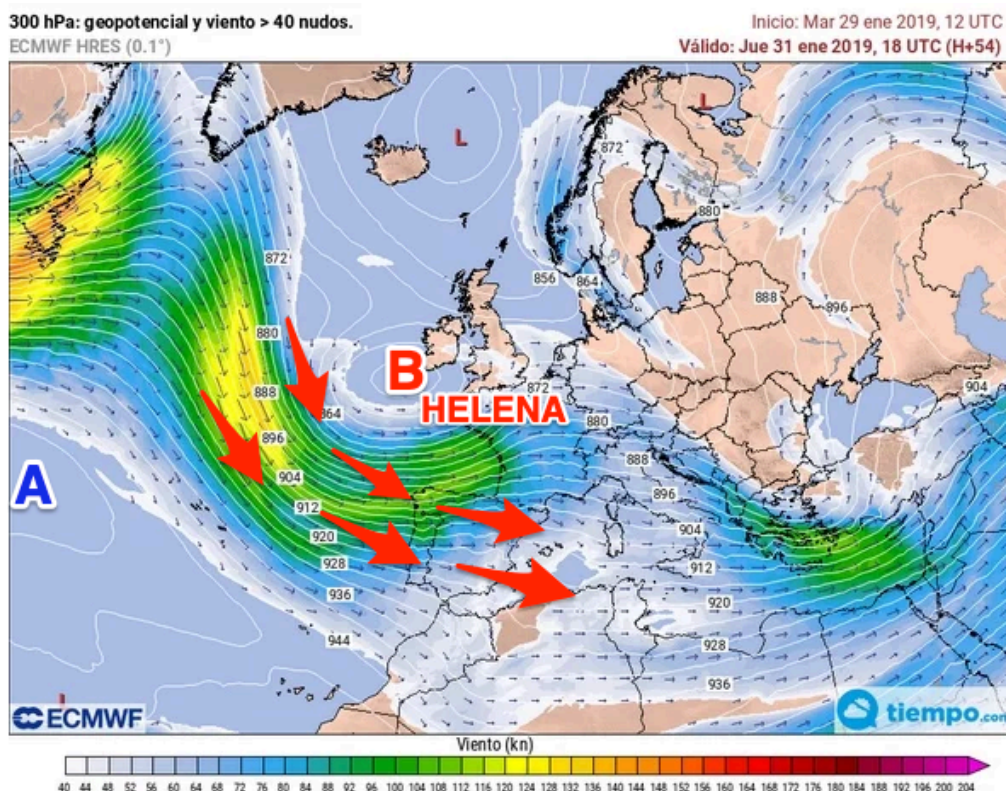 300 hPa: geopotencial y viento > 40 nudos.
Inicio: Mar 29 ene 2019, 12 UTC
ECMWF HRES (0.1°)
Válido: Jue 31 ene 2019, 18 UTC (H+54)
L
L
872
880
872
856
864
888
896
880
B
872
904
888
864
HELENA
880
896
888
A
904
896
912
904
920
928
912
936
920
944
928
936
L
ECMWF
tiempo.com
Viento (kn)
40 44 48 52 56 60 64 68 72 76 80 84 88 92 96 100 104 108 112 116 120 124 128 132 136 140 144 148 152 156 160 164 168 172 176 180 184 188 192 196 200 204